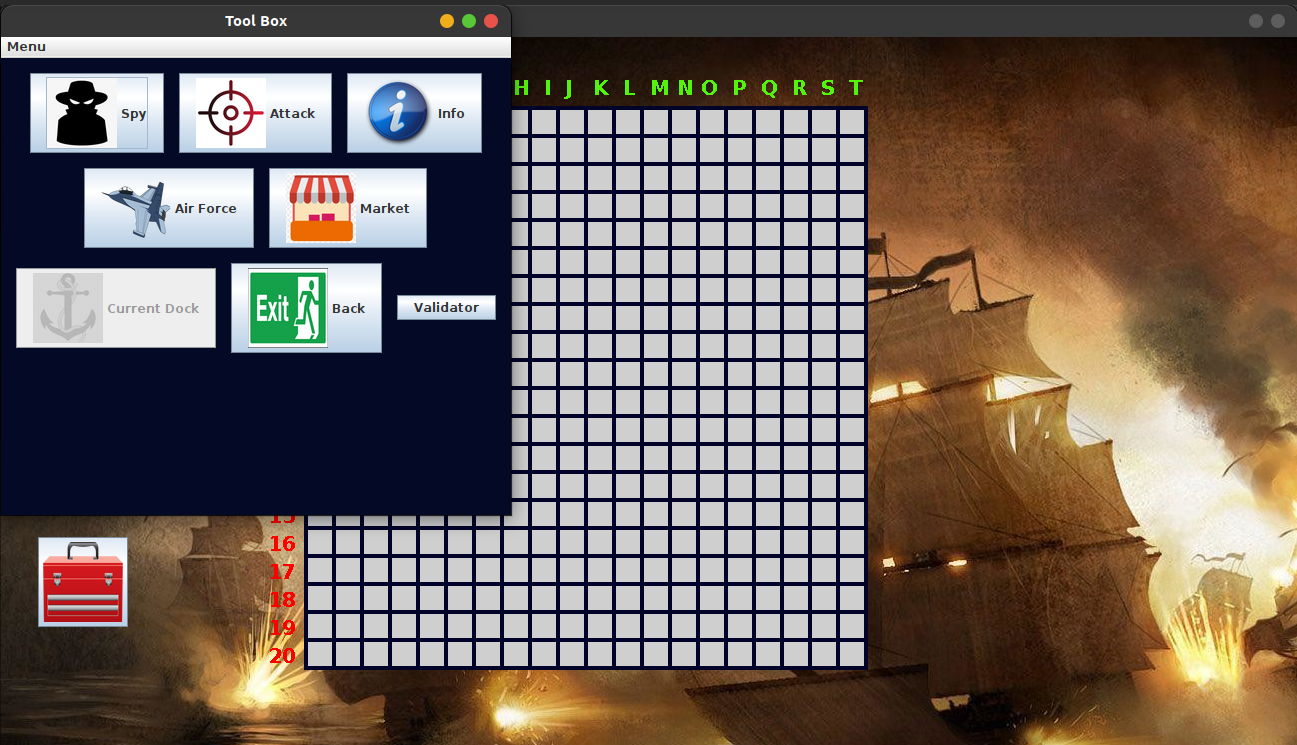 Tool Box
Menu
H I J K L M N O P Q R S T
Spy
Attack
Info
Air Force
Market
Current Dock
Exit
Back
Validator
15
16
17
18
19
20